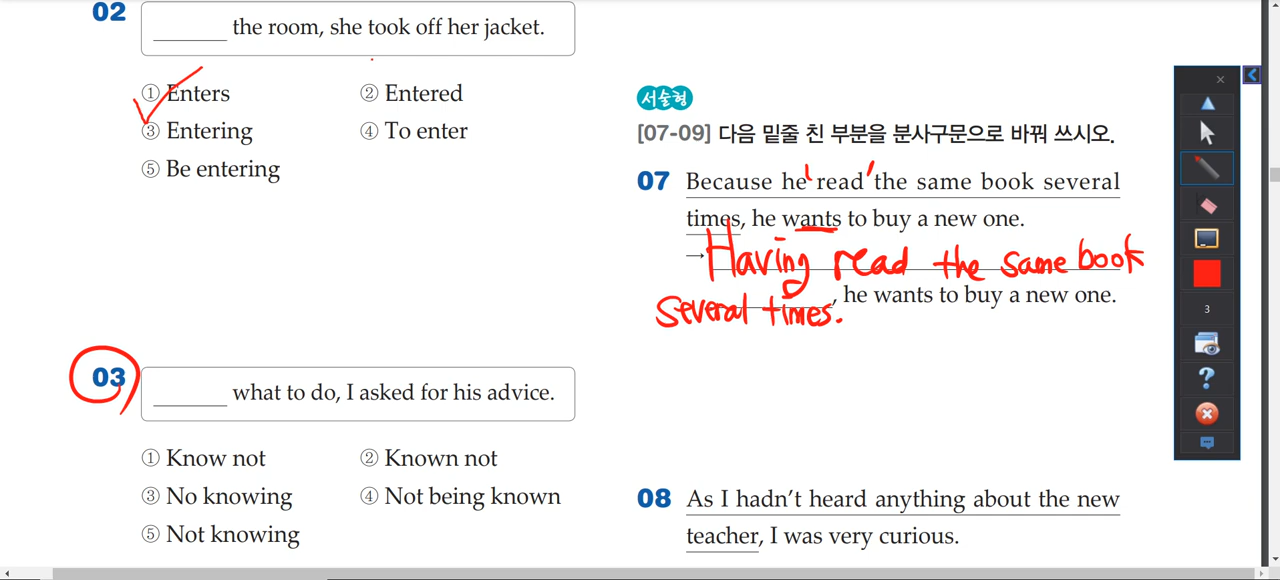 02
______ the room, she took off her jacket.
① Enters ② Entered
③ Entering ④ To enter
⑤ Be entering
03
______ what to do, I asked for his advice.
① Know not ② Known not
③ No knowing ④ Not being known
⑤ Not knowing
서술형
[07-09] 다음 밑줄 친 부분을 분사구문으로 바꿔 쓰시오.
07 Because he read the same book several
times, he wants to buy a new one.
→ Having read the same book
several times. , he wants to buy a new one.
08 As I hadn't heard anything about the new
teacher, I was very curious.
3